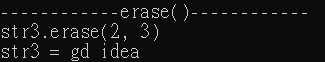 ------------erase()------------
str3.erase(2, 3)
str3 = gd idea